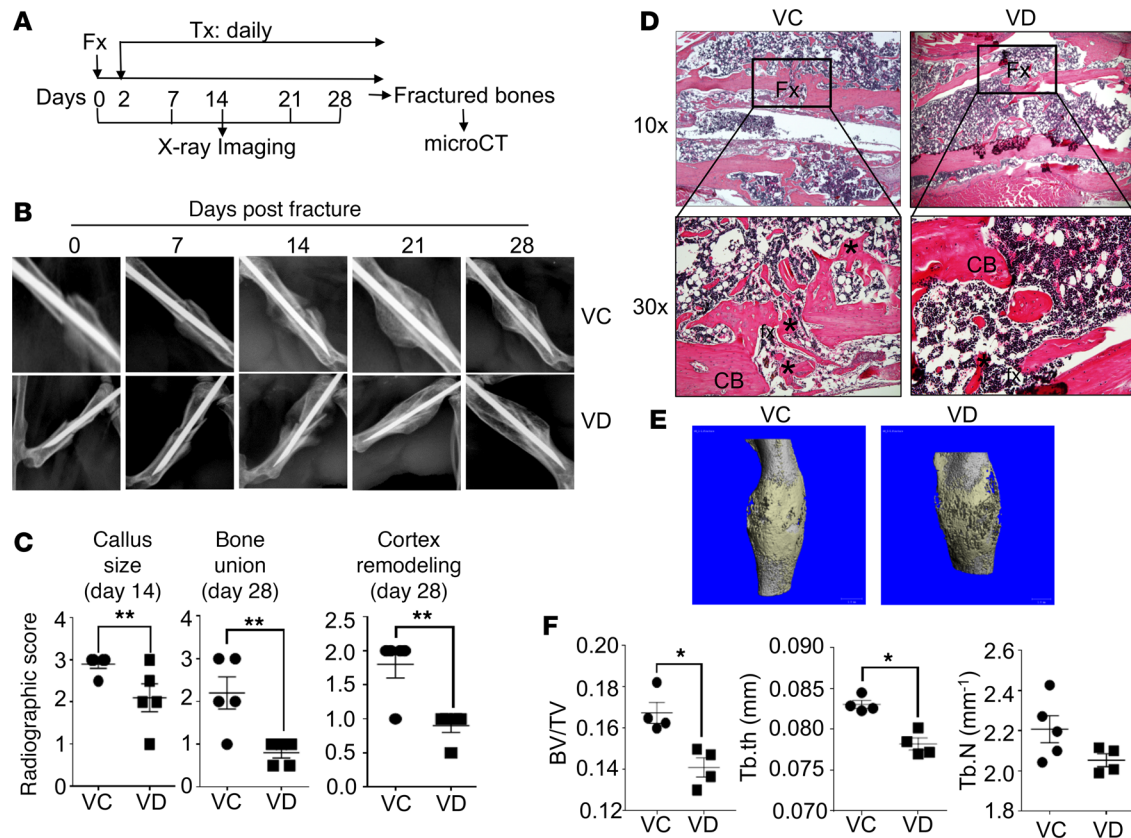 A
Fx
Tx: daily
Days 0 2 7 14 21 28
Fractured bones
X-ray Imaging
microCT
B
Days post fracture
0 7 14 21 28
VC
VD
C
Callus size (day 14)
Bone union (day 28)
Cortex remodeling (day 28)
Radiographic score
** ** **
4 3 2 1 0
4 3 2 1 0
2.5 2.0 1.5 1.0 0.5 0.0
VC VD VC VD VC VD
D
VC VD
10x
Fx Fx
30x
* CB
fx *
* *
CB fx
E
VC VD
F
BV/TV
0.20 0.18 0.16 0.14 0.12
*
VC VD
Tb.th (mm)
0.090 0.085 0.080 0.075 0.070
*
VC VD
Tb.N (mm⁻¹)
2.6 2.4 2.2 2.0 1.8
VC VD